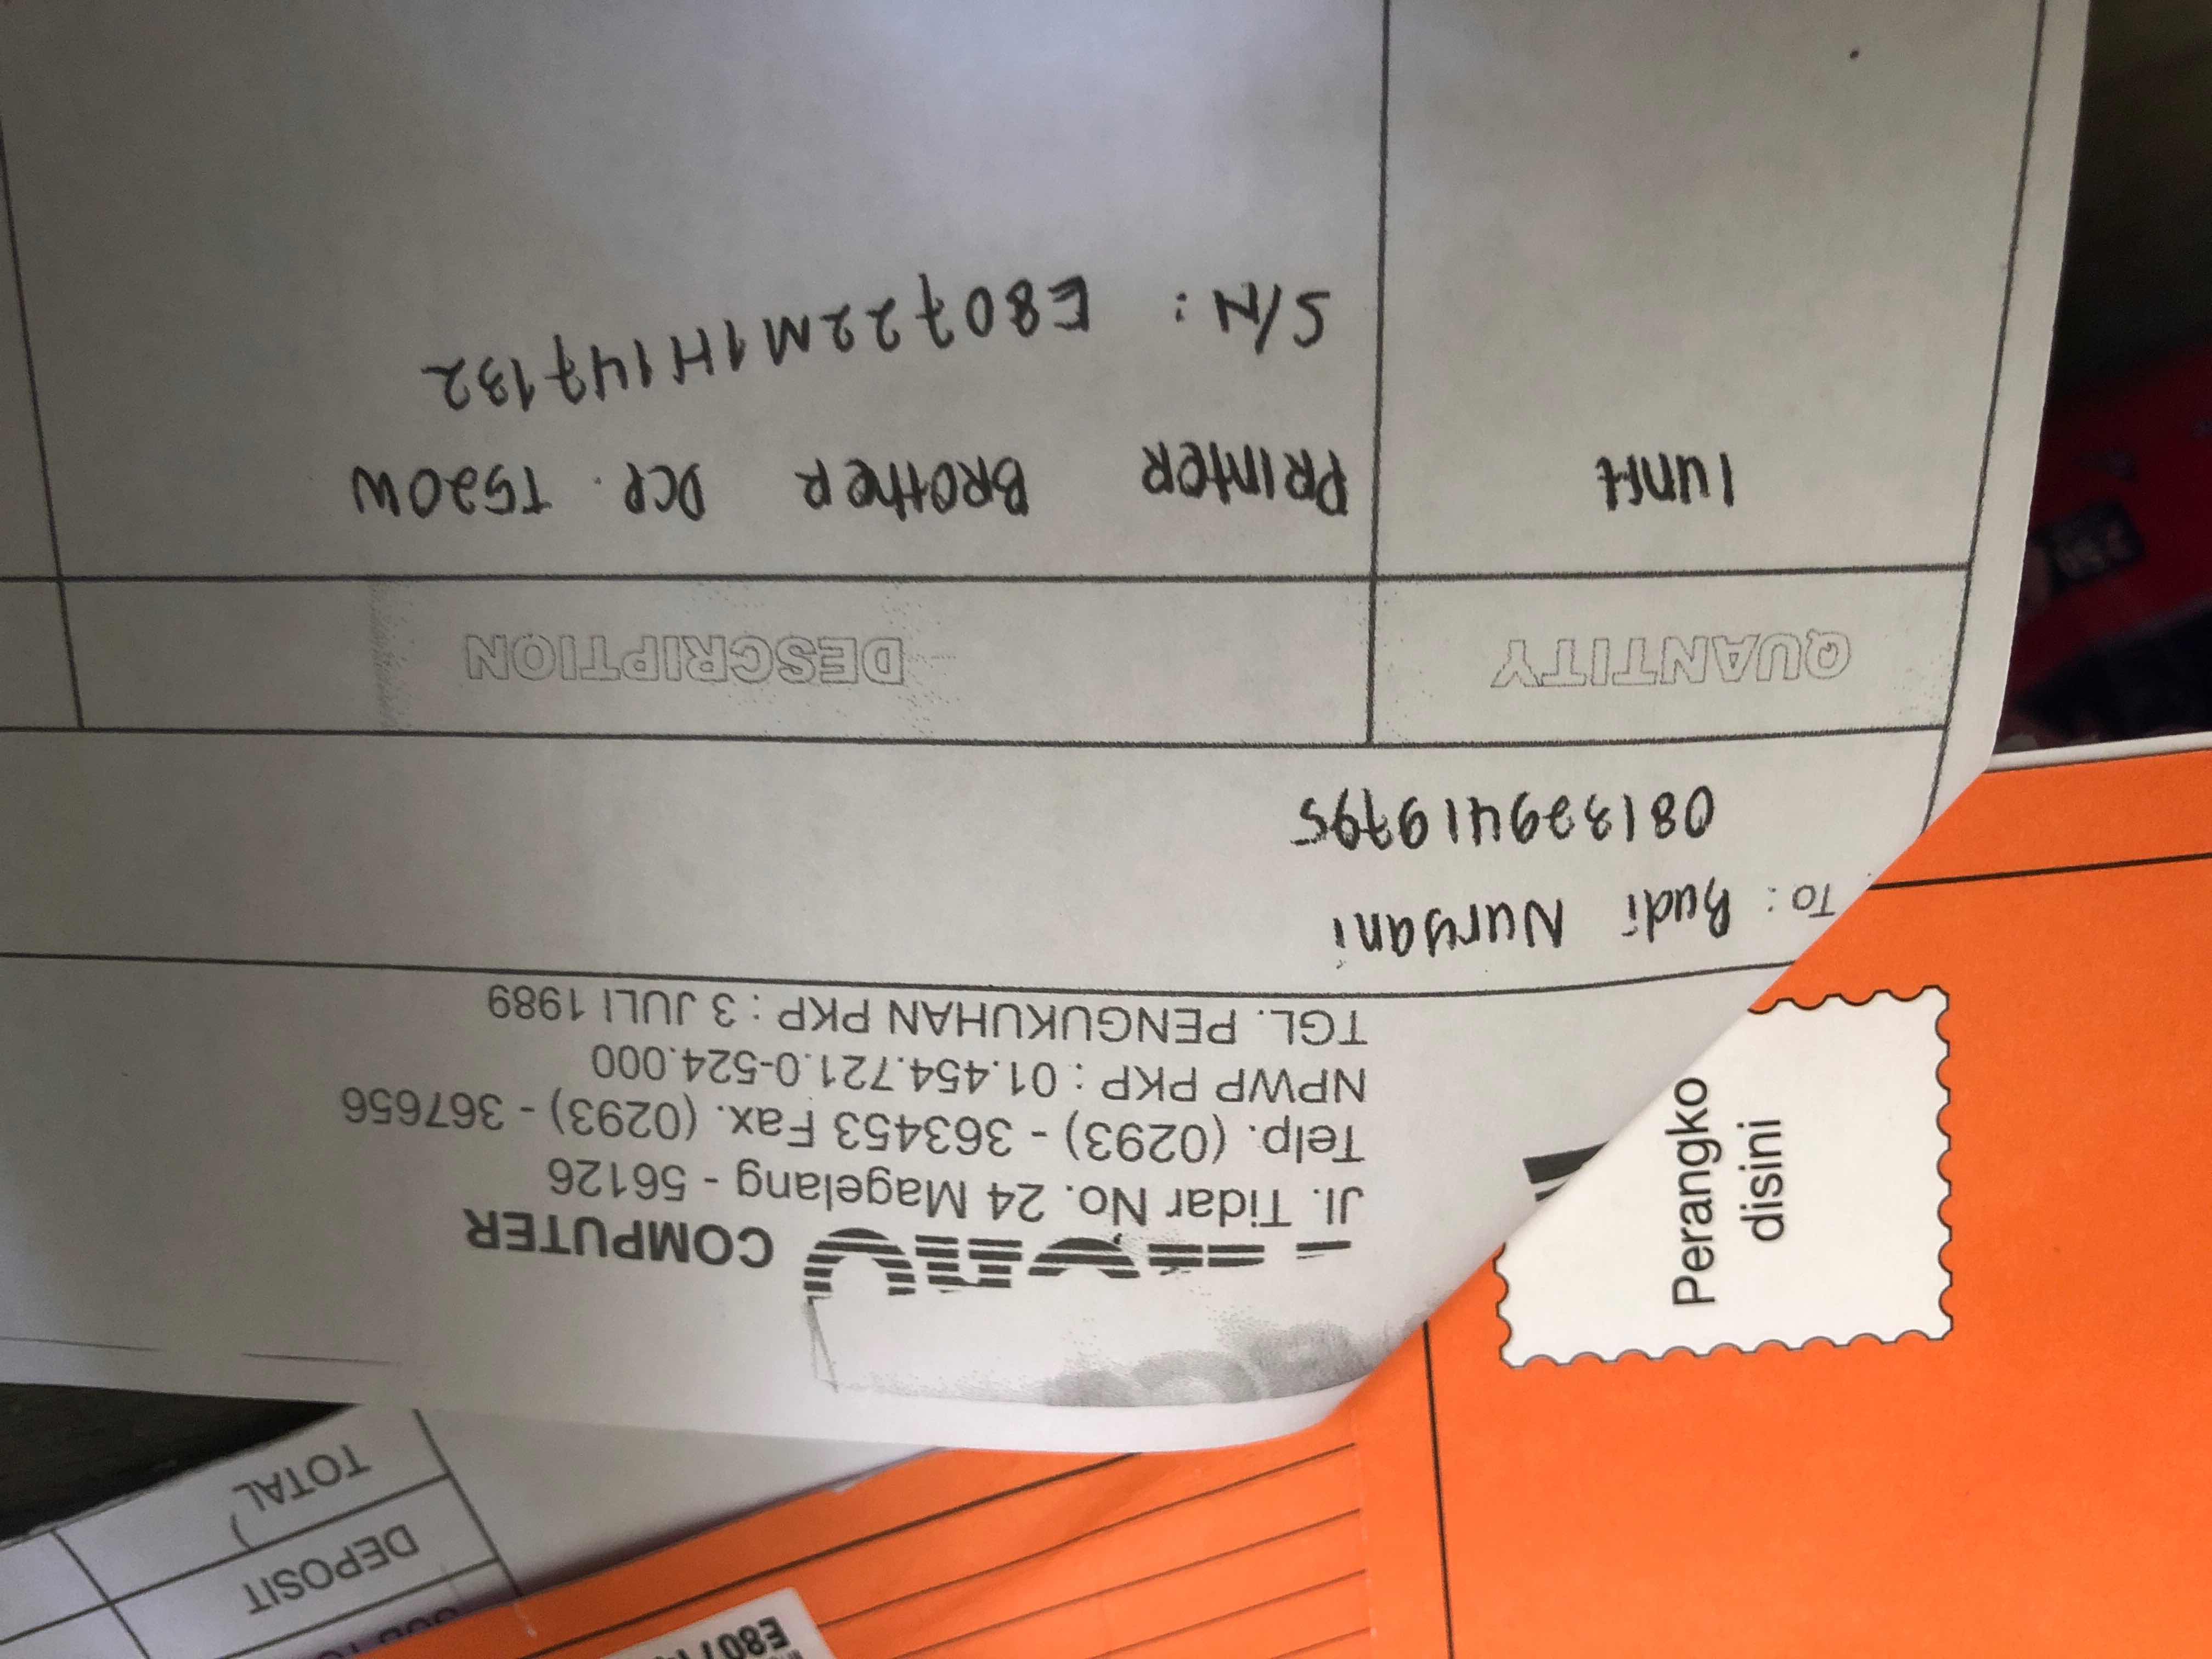 COMPUTER
Jl. Tidar No. 24 Magelang - 56126
Telp. (0293) - 363453 Fax. (0293) - 367656
NPWP PKP : 01.454.721.0-524.000
TGL. PENGUKUHAN PKP : 3 JULI 1989
TO : Budi Nuryani
081329419795
QUANTITY DESCRIPTION
1 unit PRINTER BROTHER DCP. T520W
S/N : E80722M1H147132
Perangko
disini
DEPOSIT
TOTAL